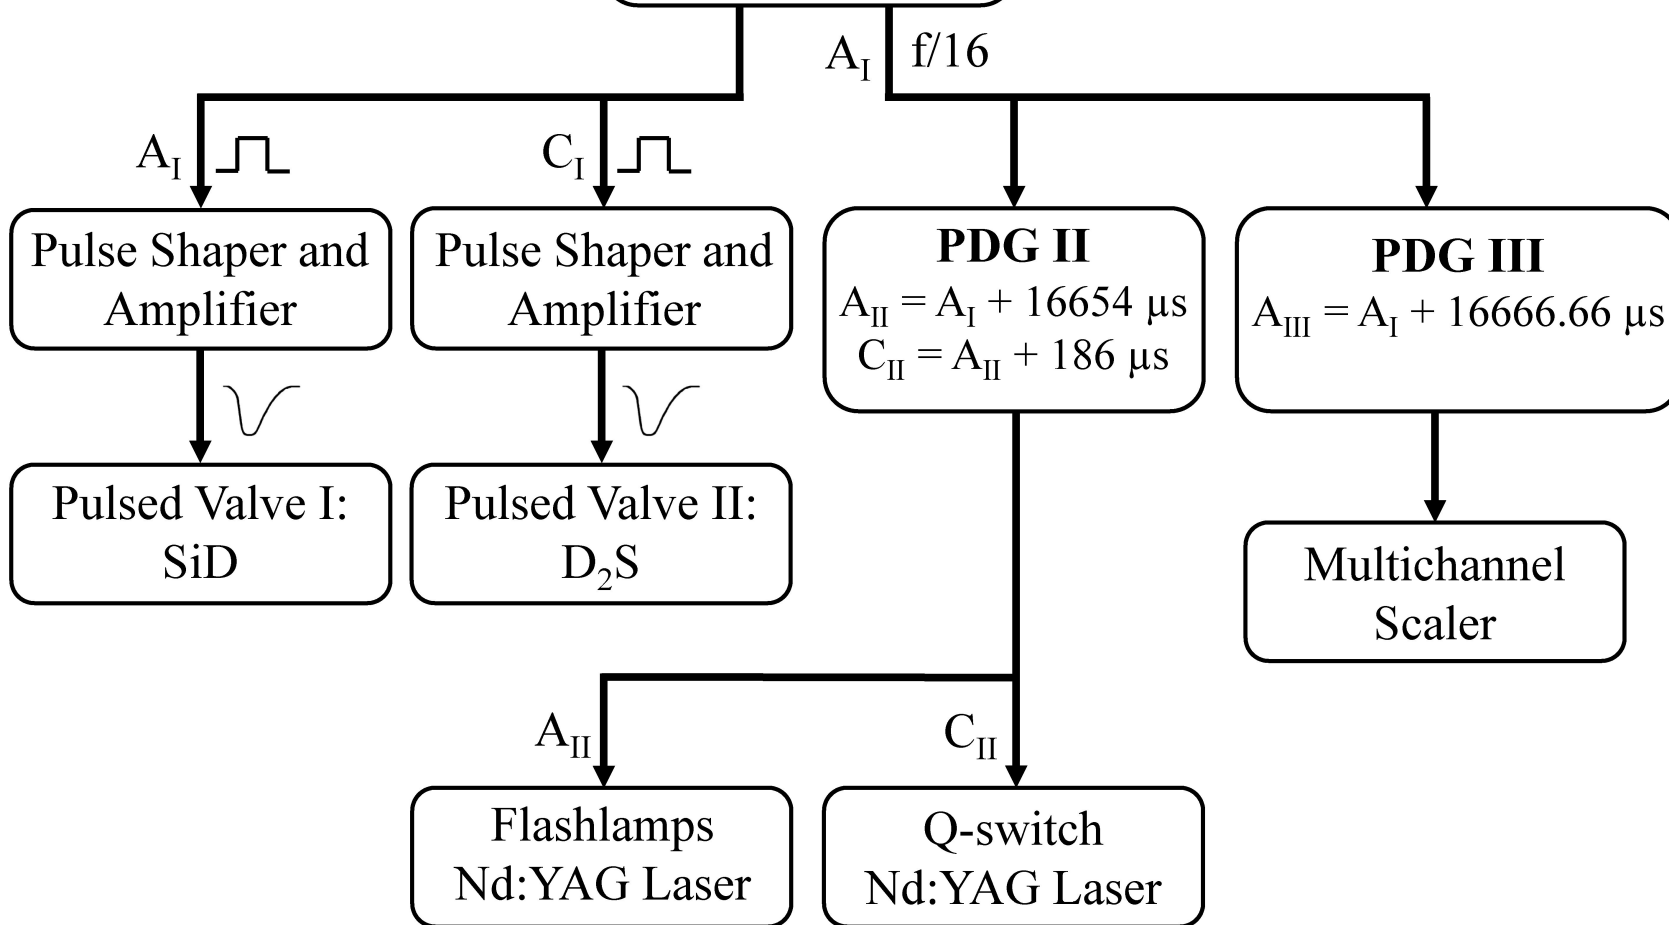 A_I f/16
A_I
C_I
Pulse Shaper and
Amplifier
Pulse Shaper and
Amplifier
PDG II
A_II = A_I + 16654 µs
C_II = A_II + 186 µs
PDG III
A_III = A_I + 16666.66 µs
Pulsed Valve I:
SiD
Pulsed Valve II:
D₂S
Multichannel
Scaler
A_II
C_II
Flashlamps
Nd:YAG Laser
Q-switch
Nd:YAG Laser